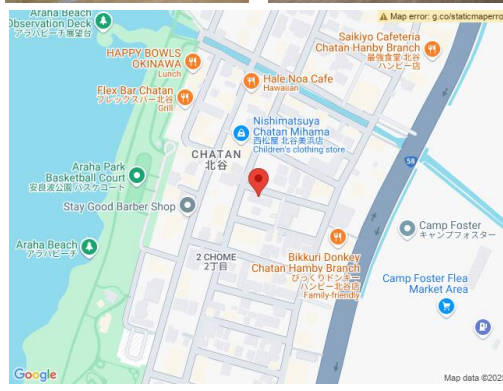 Araha Beach
Observation Deck
アラハビーチ展望台
Map error: g.co/staticmaperro
Saikiyo Cafeteria
Chatan Hanby Branch
最強食堂 北谷
ハンビー店
HAPPY BOWLS
OKINAWA
Lunch
Hale Noa Cafe
Hawaiian
Flex Bar Chatan
フレックスバー北谷
Grill
Nishimatsuya
Chatan Mihama
西松屋 北谷美浜店
Children's clothing store
CHATAN
北谷
58
Araha Park
Basketball Court
安良波公園 バスケコート
Stay Good Barber Shop
Camp Foster
キャンプフォスター
Araha Beach
アラハビーチ
2 CHOME
2丁目
Bikkuri Donkey
Chatan Hamby Branch
びっくりドンキー
ハンビー北谷店
Family-friendly
Camp Foster Flea
Market Area
Google
Map data ©202